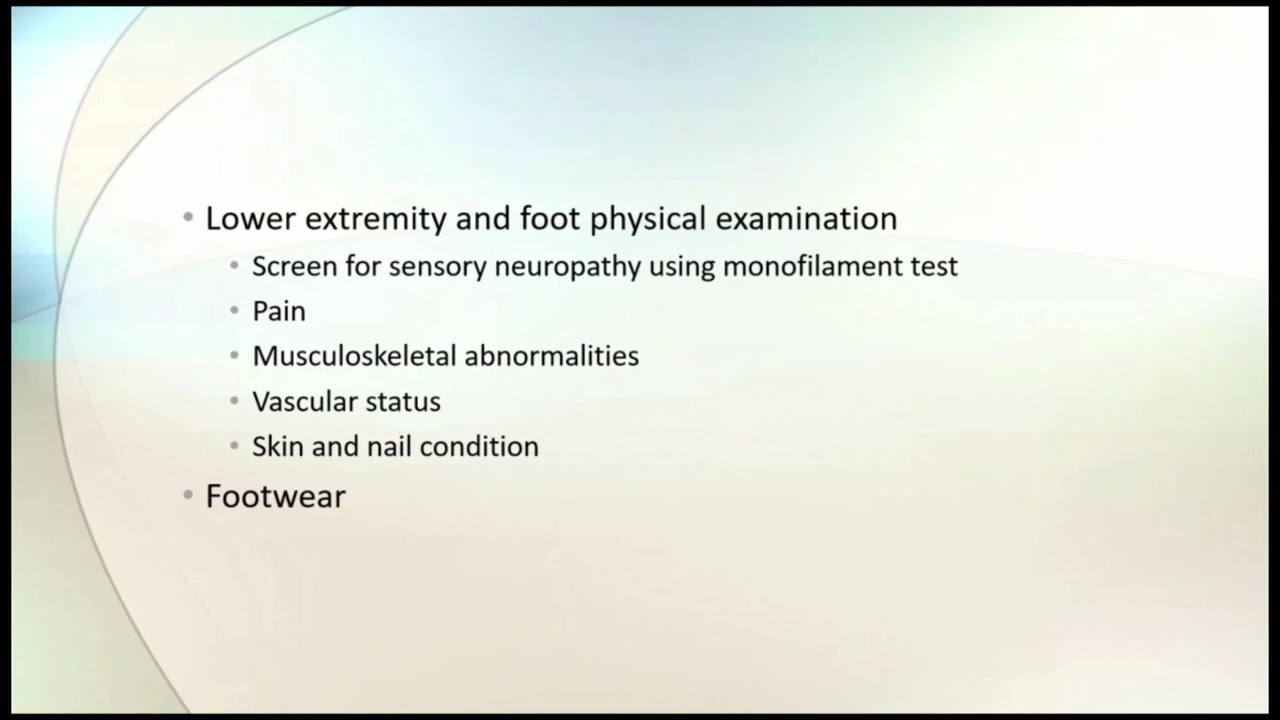 • Lower extremity and foot physical examination
• Screen for sensory neuropathy using monofilament test
• Pain
• Musculoskeletal abnormalities
• Vascular status
• Skin and nail condition
• Footwear